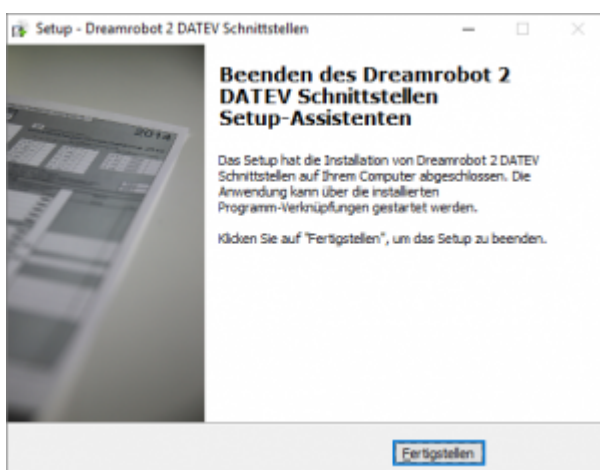 Setup - Dreamrobot 2 DATEV Schnittstellen
2014
Beenden des Dreamrobot 2
DATEV Schnittstellen
Setup-Assistenten
Das Setup hat die Installation von Dreamrobot 2 DATEV
Schnittstellen auf Ihrem Computer abgeschlossen. Die
Anwendung kann über die installierten
Programm-Verknüpfungen gestartet werden.
Klicken Sie auf "Fertigstellen", um das Setup zu beenden.
Fertigstellen